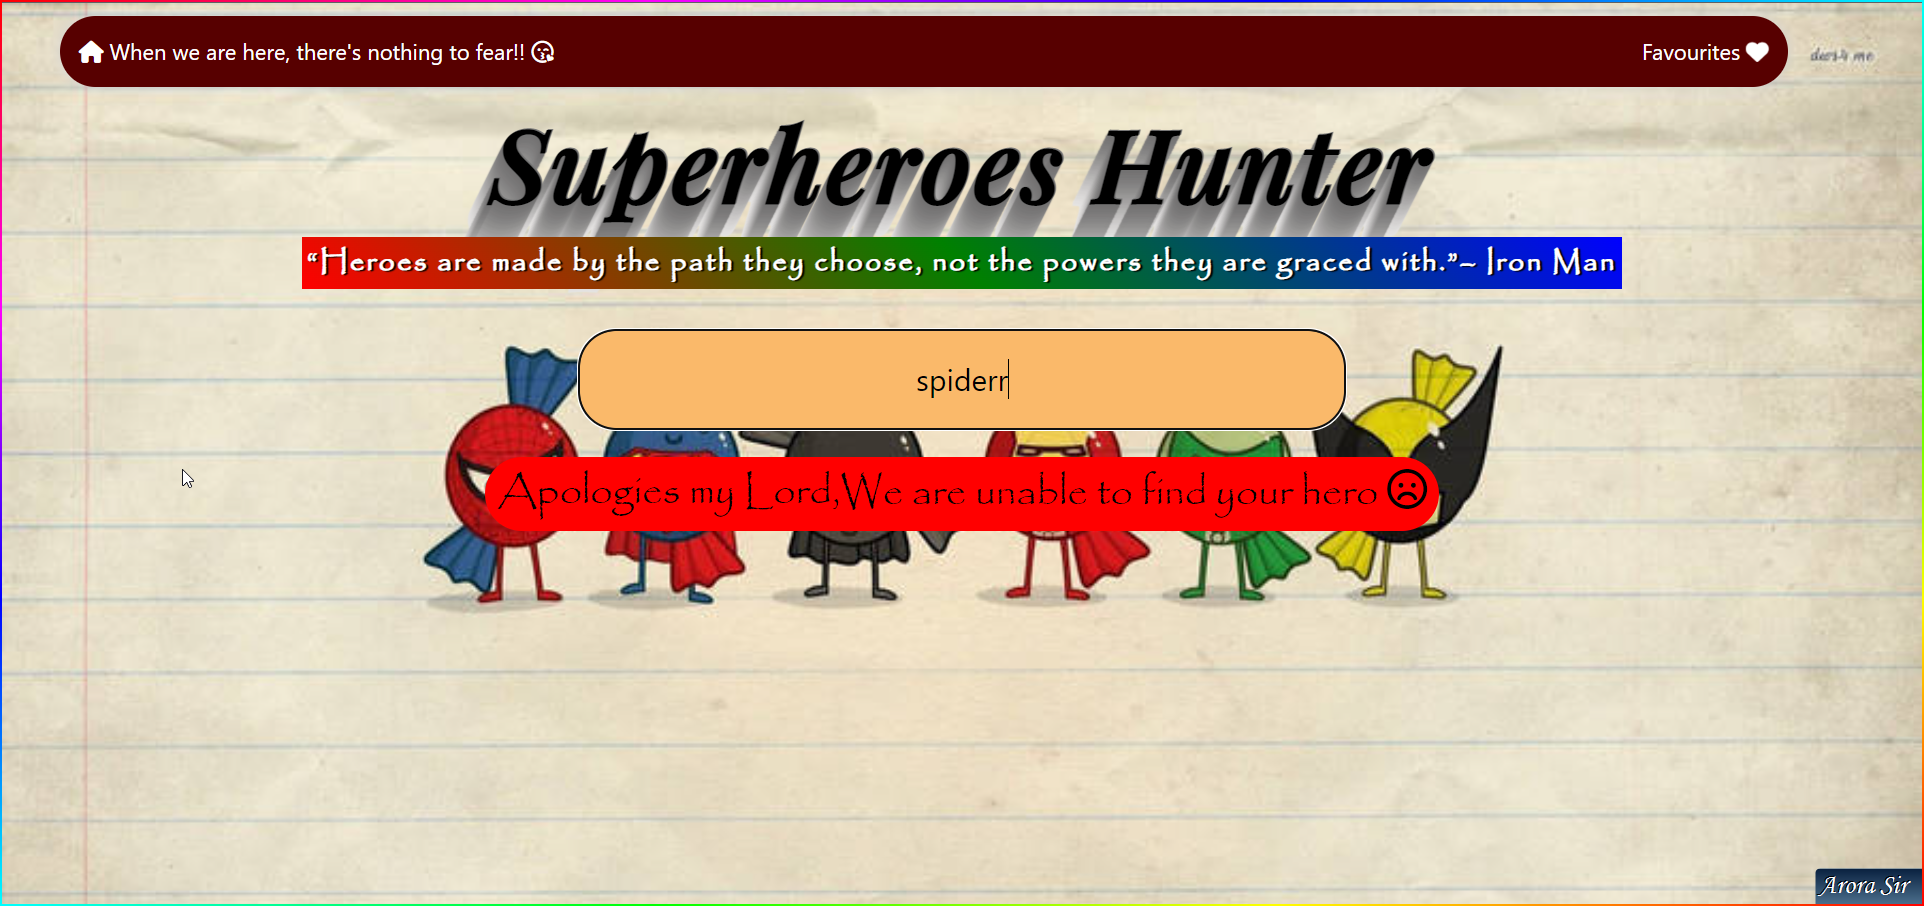 When we are here, there's nothing to fear!!
Favourites
Superheroes Hunter
“Heroes are made by the path they choose, not the powers they are graced with.”– Iron Man
spiderr
Apologies my Lord,We are unable to find your hero
Arora Sir